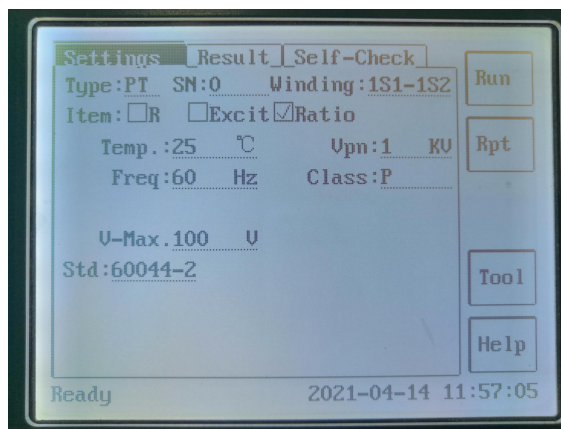 Settings Result Self-Check
Type:PT SN:0 Winding:1S1-1S2
Item: R Excit Ratio
Temp.:25 ℃ Vpn:1 KV
Freq:60 Hz Class:P
V-Max.100 V
Std:60044-2
Run
Rpt
Tool
Help
Ready 2021-04-14 11:57:05